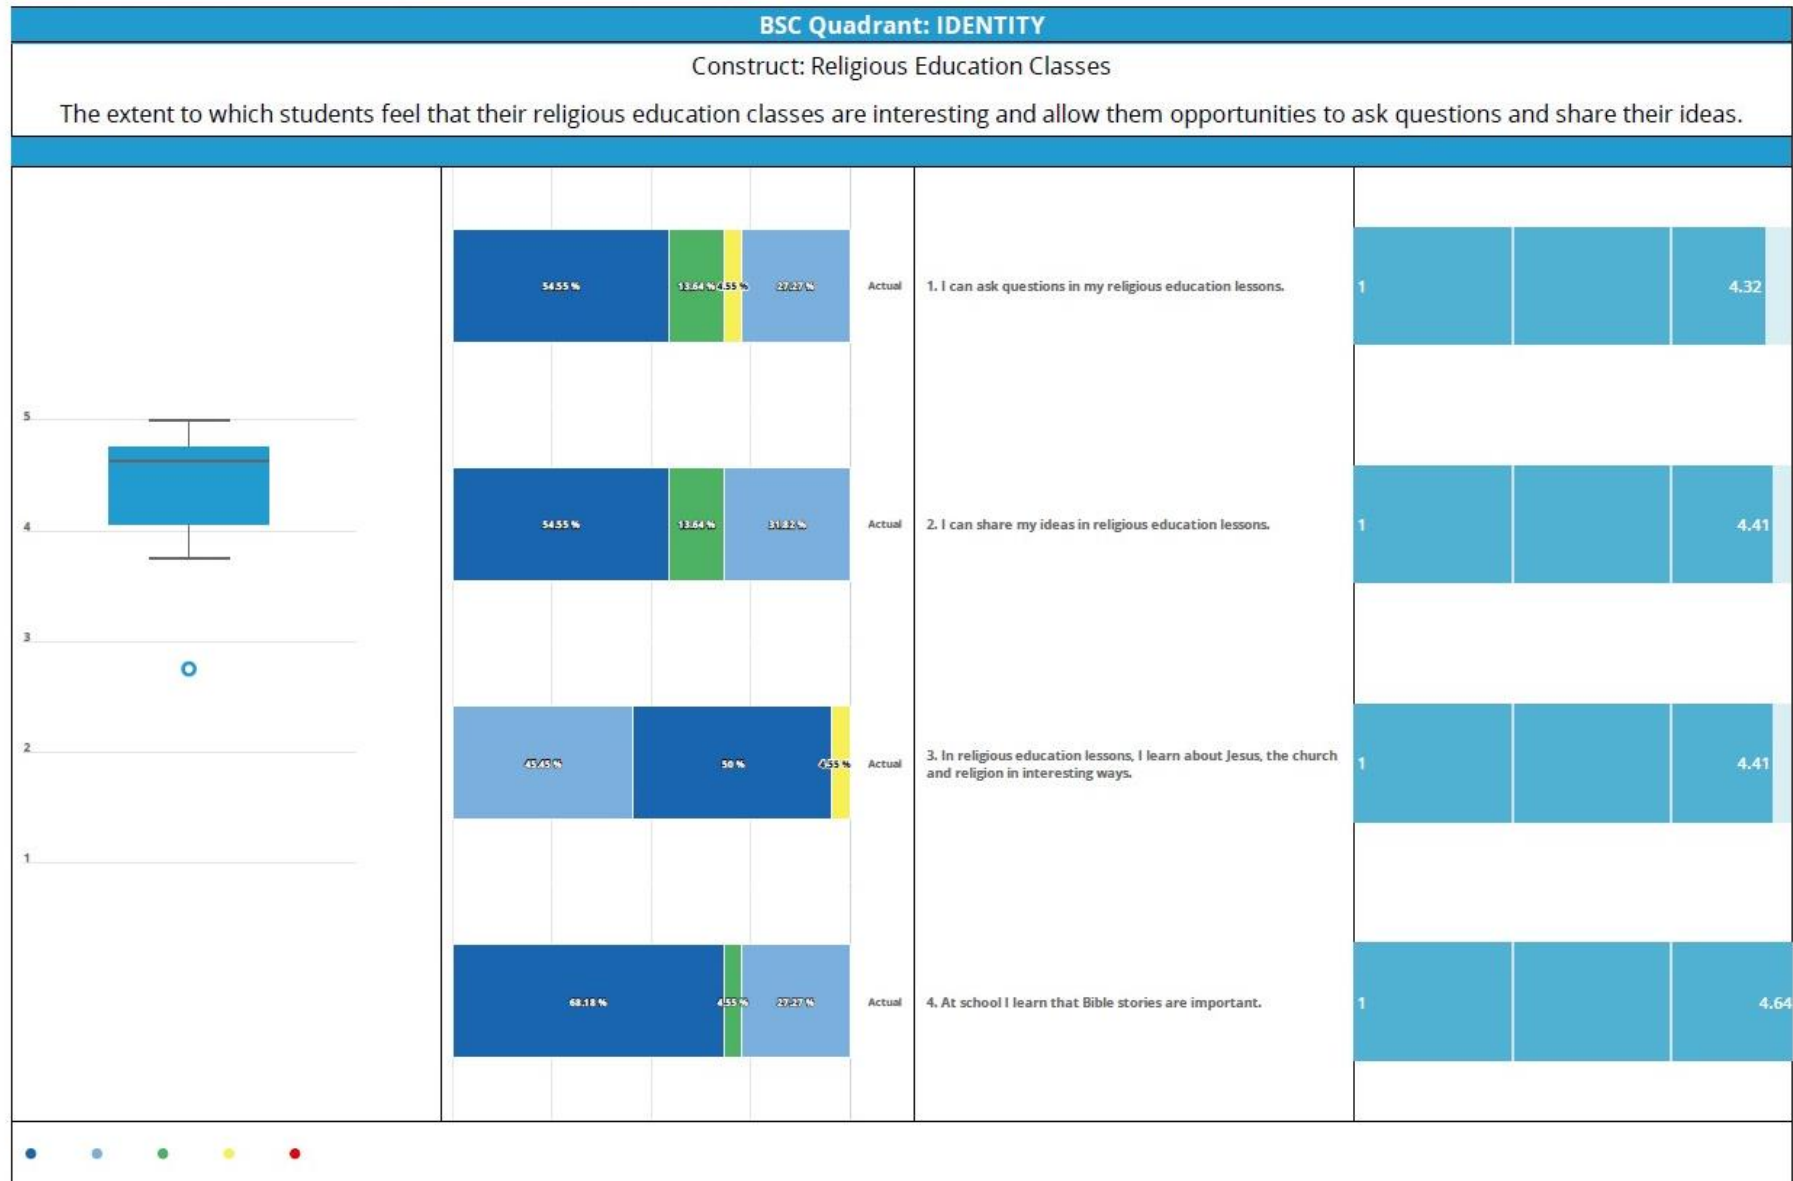 BSC Quadrant: IDENTITY
Construct: Religious Education Classes
The extent to which students feel that their religious education classes are interesting and allow them opportunities to ask questions and share their ideas.
54.55 % 13.64 % 4.55 % 27.27 % Actual 1. I can ask questions in my religious education lessons. 1 4.32
5
4
3
2
1
54.55 % 13.64 % 31.82 % Actual 2. I can share my ideas in religious education lessons. 1 4.41
45.45 % 50 % 4.55 % Actual 3. In religious education lessons, I learn about Jesus, the church
and religion in interesting ways. 1 4.41
68.18 % 4.55 % 27.27 % Actual 4. At school I learn that Bible stories are important. 1 4.64